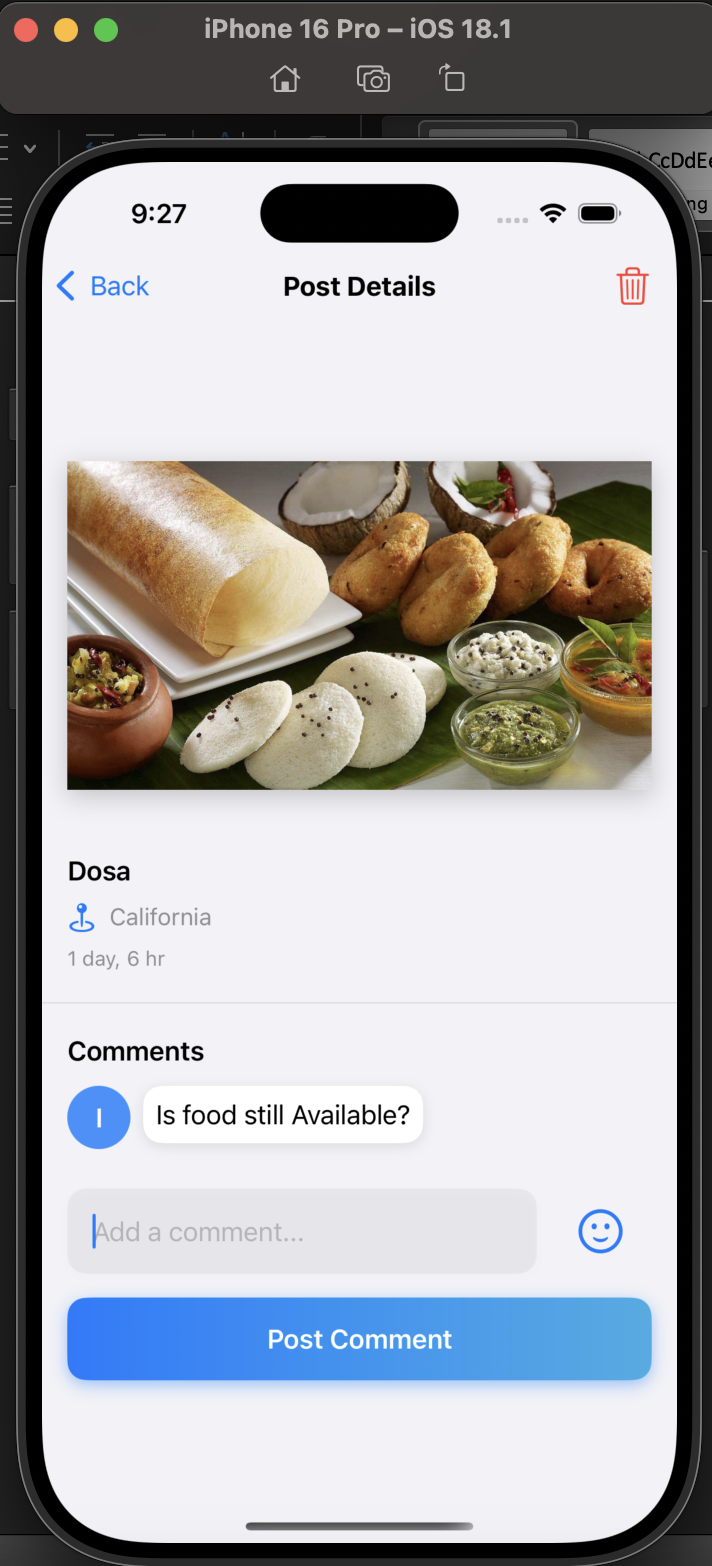 iPhone 16 Pro – iOS 18.1
CcDdEe
ng
9:27
Back
Post Details
Dosa
California
1 day, 6 hr
Comments
I
Is food still Available?
Add a comment...
Post Comment